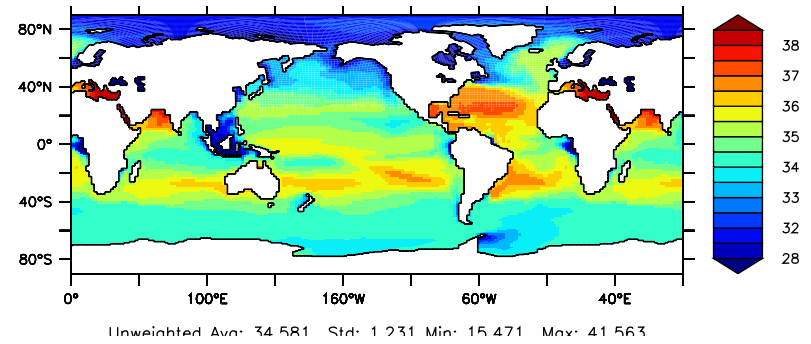 80°N
40°N
0°
40°S
80°S
0°
100°E
160°W
60°W
40°E
38
37
36
35
34
33
32
28
Unweighted Avg: 34.581 Std: 1.231 Min: 15.471 Max: 41.563